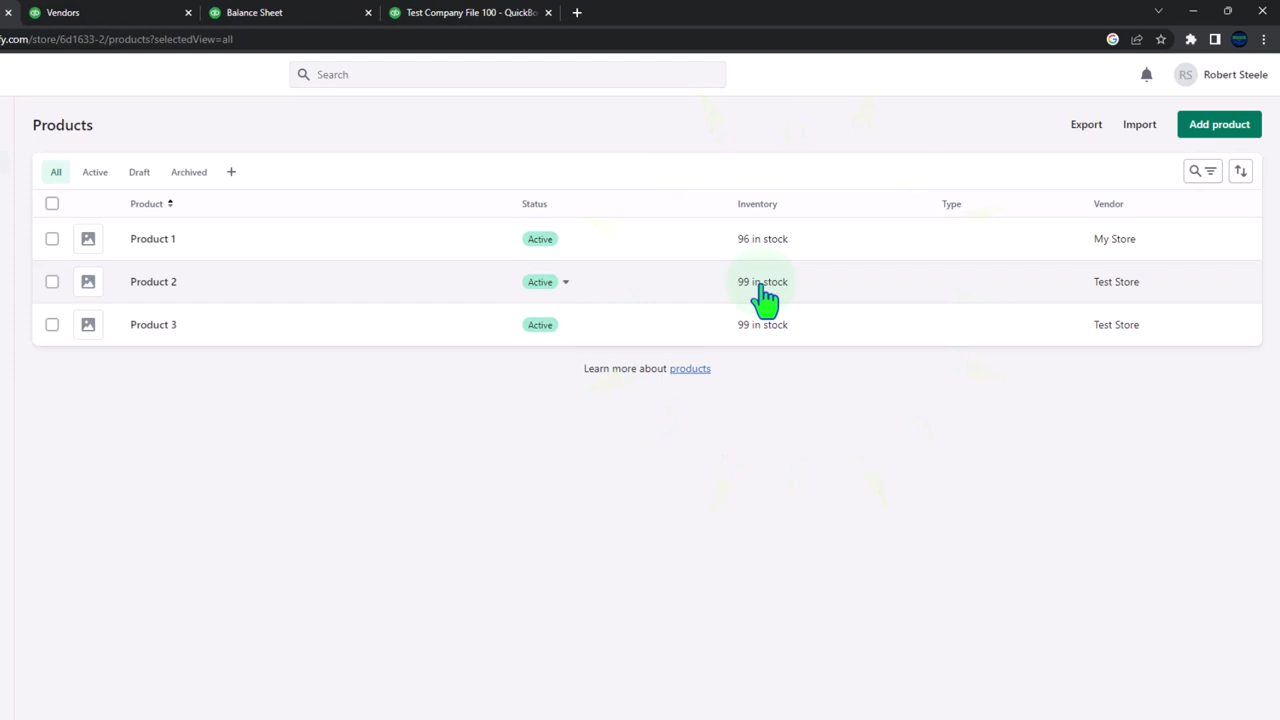 Vendors
Balance Sheet
Test Company File 100 - QuickBo
fy.com/store/6d1633-2/products?selectedView=all
Search
RS Robert Steele
Products
Export Import Add product
All Active Draft Archived
Product Status Inventory Type Vendor
Product 1 Active 96 in stock My Store
Product 2 Active 99 in stock Test Store
Product 3 Active 99 in stock Test Store
Learn more about products